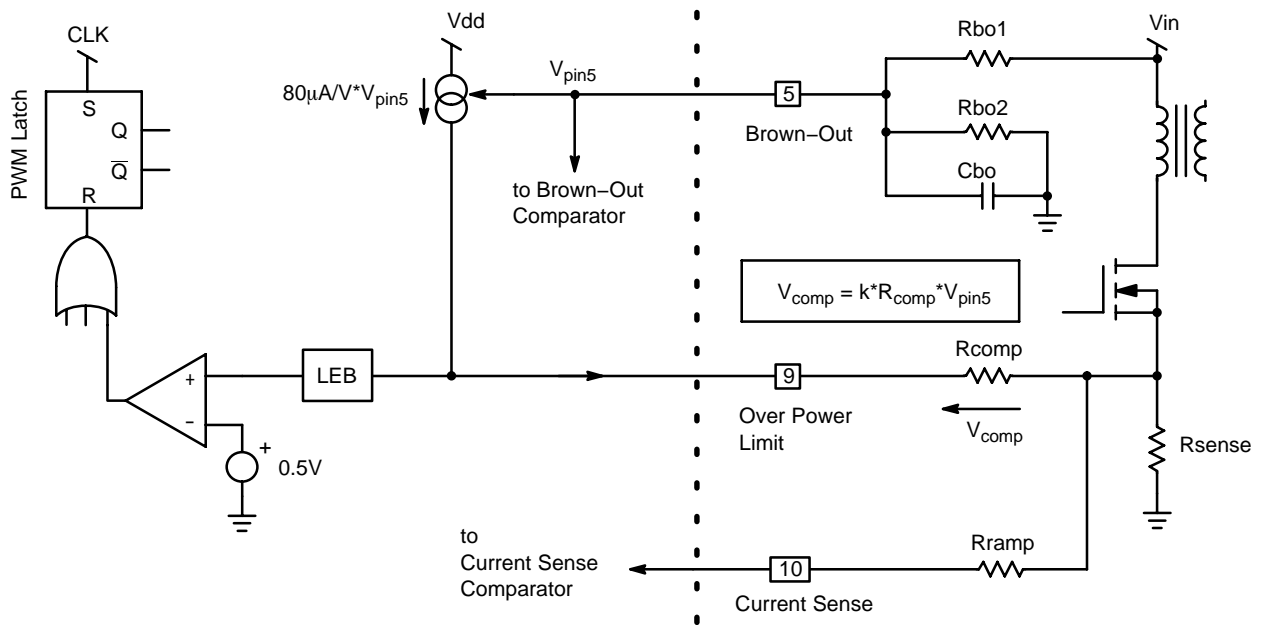 CLK
PWM Latch
S
Q
Q̅
R
Vdd
80µA/V*Vpin5
Vpin5
to Brown−Out
Comparator
5
Brown−Out
Rbo1
Vin
Rbo2
Cbo
Vcomp = k*Rcomp*Vpin5
LEB
+
−
+
0.5V
9
Over Power
Limit
Rcomp
Vcomp
Rsense
to
Current Sense
Comparator
10
Current Sense
Rramp